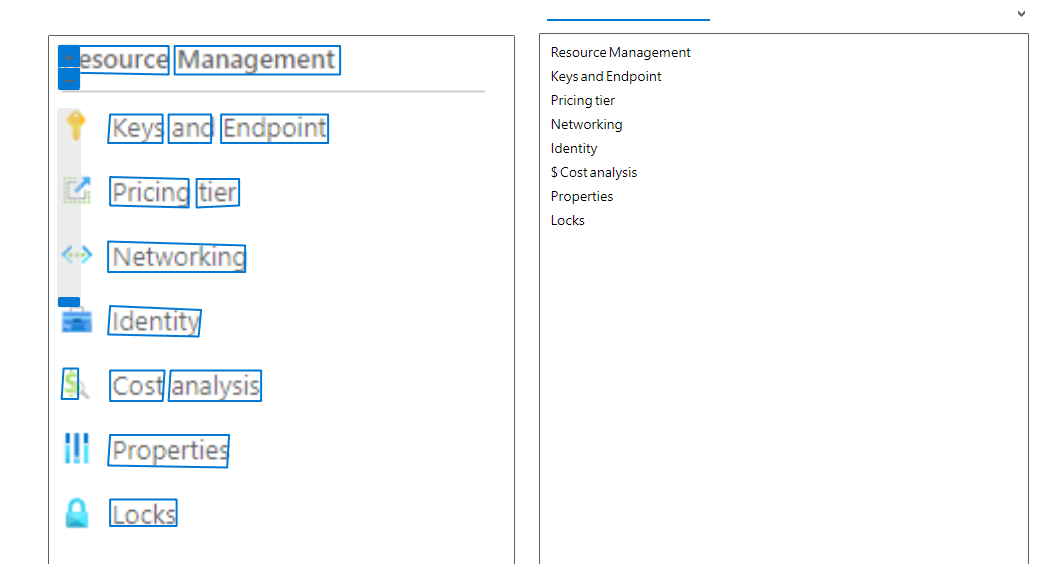 esource Management
Keys and Endpoint
Pricing tier
Networking
Identity
$ Cost analysis
Properties
Locks
Resource Management
Keys and Endpoint
Pricing tier
Networking
Identity
$ Cost analysis
Properties
Locks